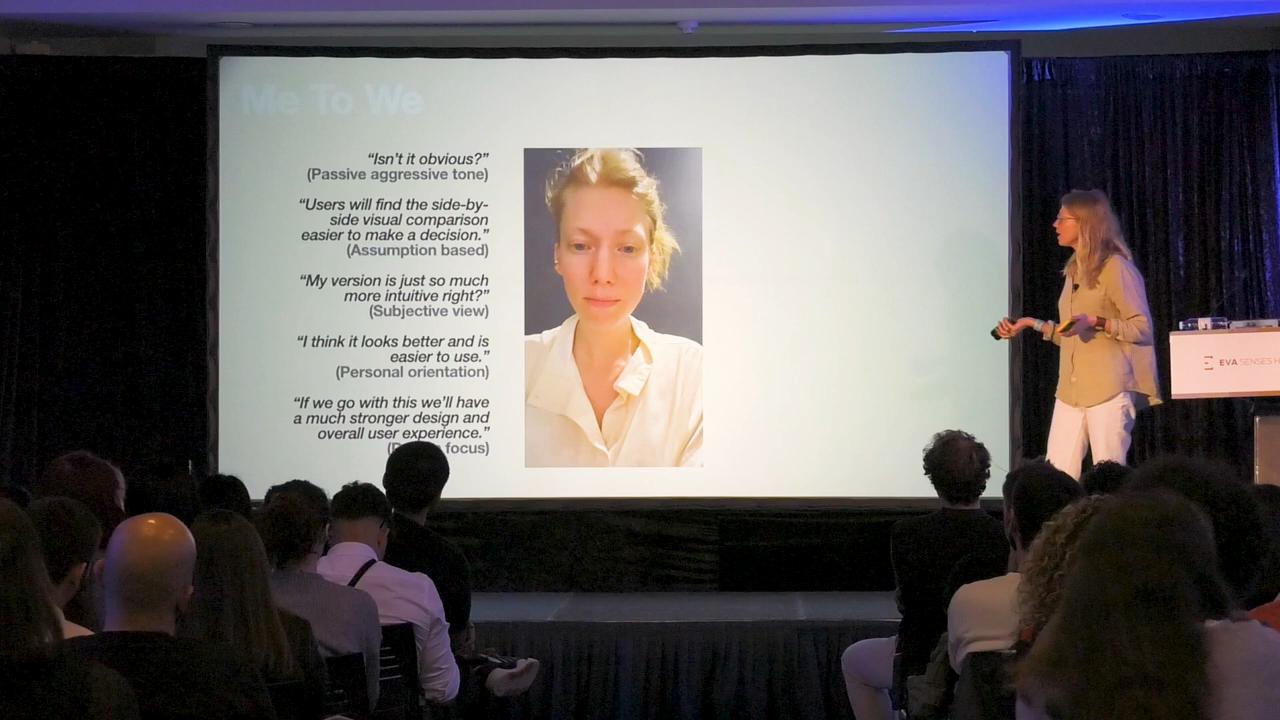 Me To We
“Isn’t it obvious?”
(Passive aggressive tone)
“Users will find the side-by-
side visual comparison
easier to make a decision.”
(Assumption based)
“My version is just so much
more intuitive right?”
(Subjective view)
“I think it looks better and is
easier to use.”
(Personal orientation)
“If we go with this we’ll have
a much stronger design and
overall user experience.”
focus)
EVA SENSES